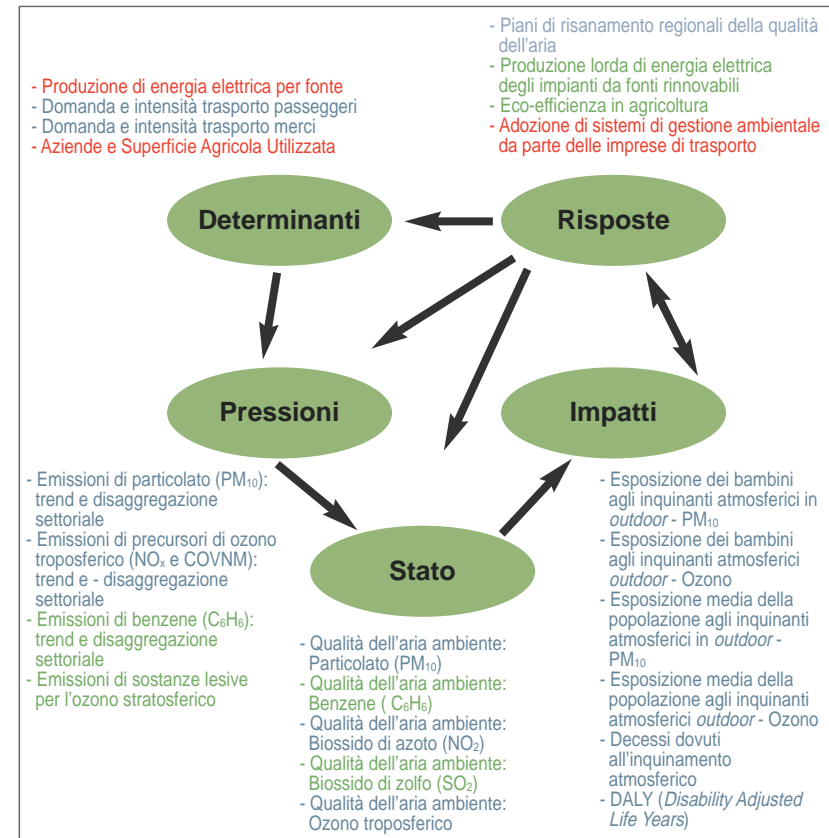 - Piani di risanamento regionali della qualità
dell'aria
- Produzione lorda di energia elettrica
degli impianti da fonti rinnovabili
- Eco-efficienza in agricoltura
- Adozione di sistemi di gestione ambientale
da parte delle imprese di trasporto
- Produzione di energia elettrica per fonte
- Domanda e intensità trasporto passeggeri
- Domanda e intensità trasporto merci
- Aziende e Superficie Agricola Utilizzata
Determinanti
Risposte
Pressioni
Impatti
- Emissioni di particolato (PM₁₀):
trend e disaggregazione
settoriale
- Emissioni di precursori di ozono
troposferico (NOₓ e COVNM):
trend e - disaggregazione
settoriale
- Emissioni di benzene (C₆H₆):
trend e disaggregazione
settoriale
- Emissioni di sostanze lesive
per l'ozono stratosferico
Stato
- Qualità dell'aria ambiente:
Particolato (PM₁₀)
- Qualità dell'aria ambiente:
Benzene ( C₆H₆)
- Qualità dell'aria ambiente:
Biossido di azoto (NO₂)
- Qualità dell'aria ambiente:
Biossido di zolfo (SO₂)
- Qualità dell'aria ambiente:
Ozono troposferico
- Esposizione dei bambini
agli inquinanti atmosferici in
outdoor - PM₁₀
- Esposizione dei bambini
agli inquinanti atmosferici
outdoor - Ozono
- Esposizione media della
popolazione agli inquinanti
atmosferici in outdoor -
PM₁₀
- Esposizione media della
popolazione agli inquinanti
atmosferici outdoor - Ozono
- Decessi dovuti
all'inquinamento
atmosferico
- DALY (Disability Adjusted
Life Years)